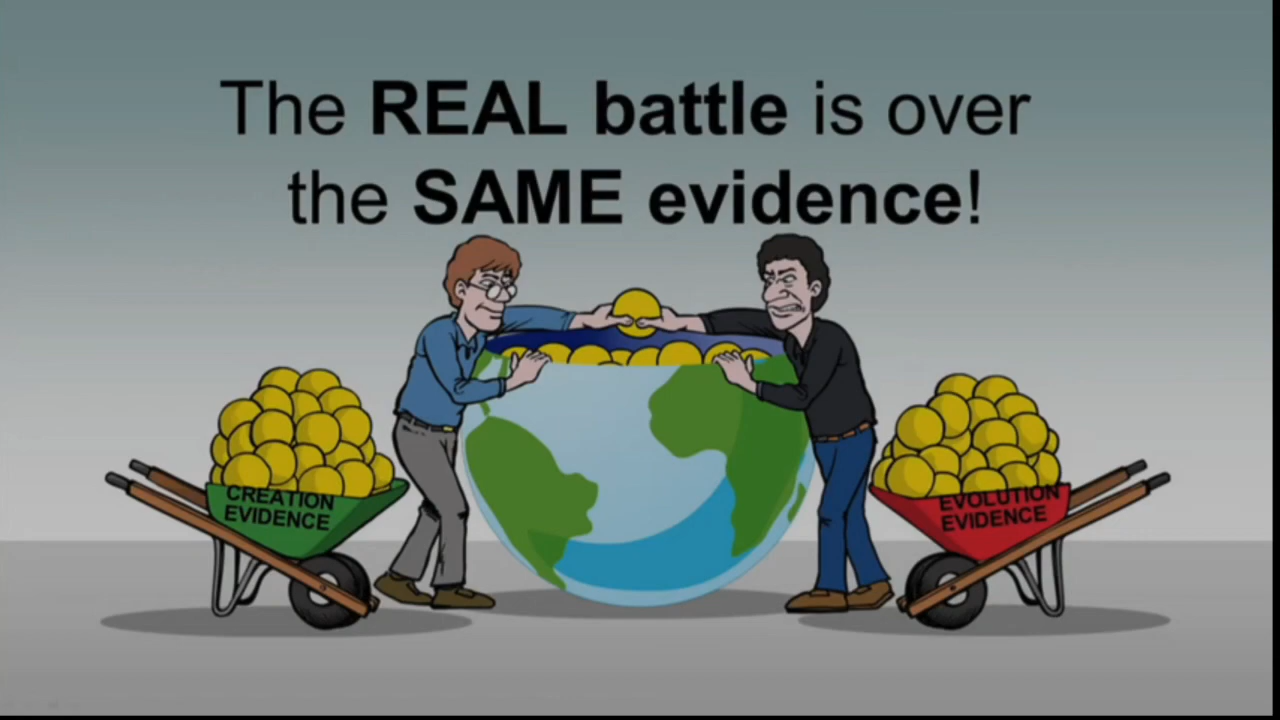 The REAL battle is over
the SAME evidence!
CREATION
EVIDENCE
EVOLUTION
EVIDENCE